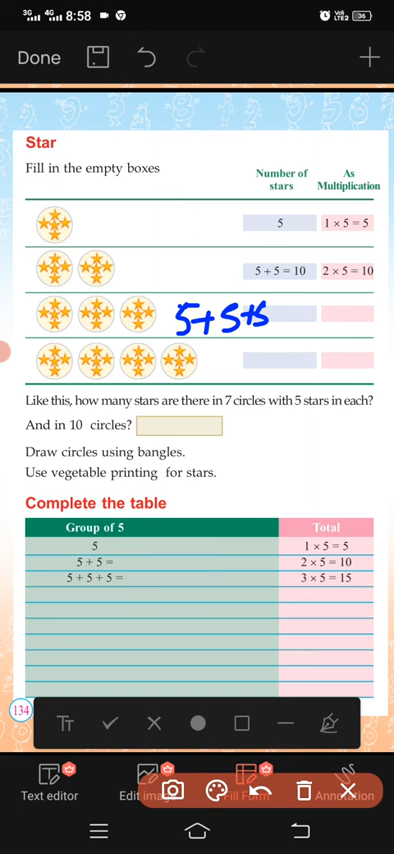 3G 4G 8:58 Vo) LTE2 36
Done
Star
Fill in the empty boxes
Number of stars
As Multiplication
5 1 × 5 = 5
5 + 5 = 10 2 × 5 = 10
5+5+5
Like this, how many stars are there in 7 circles with 5 stars in each?
And in 10 circles?
Draw circles using bangles.
Use vegetable printing for stars.
Complete the table
Group of 5 Total
5 1 × 5 = 5
5 + 5 = 2 × 5 = 10
5 + 5 + 5 = 3 × 5 = 15
134
TT
Text editor Edit image Fill Form Annotation